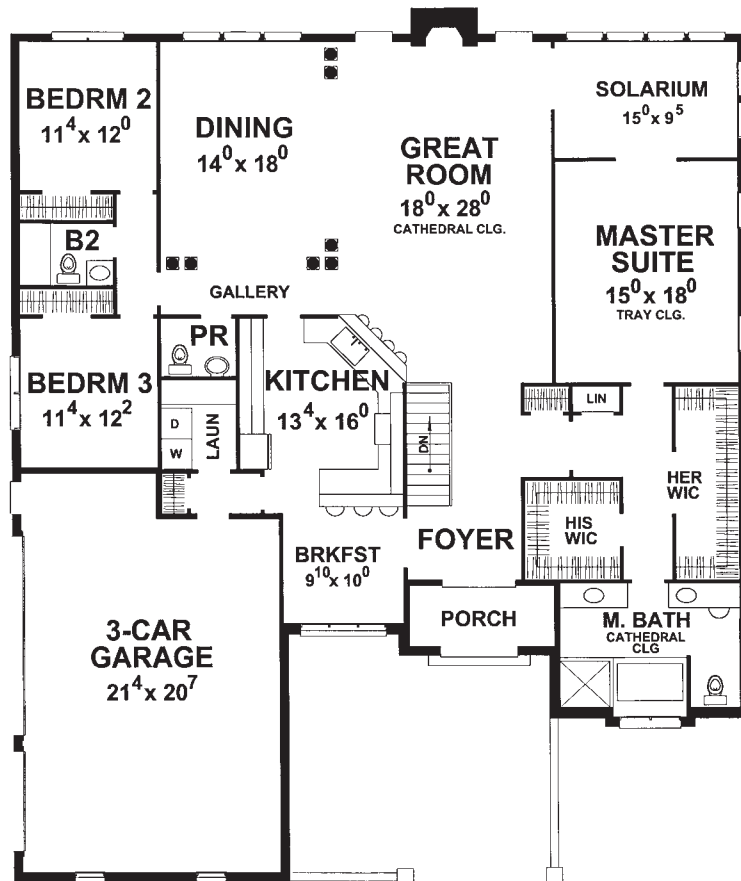 BEDRM 2
11⁴ x 12⁰
DINING
14⁰ x 18⁰
GREAT
ROOM
18⁰ x 28⁰
CATHEDRAL CLG.
SOLARIUM
15⁰ x 9⁵
B2
MASTER
SUITE
15⁰ x 18⁰
TRAY CLG.
GALLERY
PR
BEDRM 3
11⁴ x 12²
KITCHEN
13⁴ x 16⁰
LAUN
D
W
DN
LIN
HER
WIC
HIS
WIC
BRKFST
9¹⁰ x 10⁰
FOYER
PORCH
M. BATH
CATHEDRAL
CLG
3-CAR
GARAGE
21⁴ x 20⁷